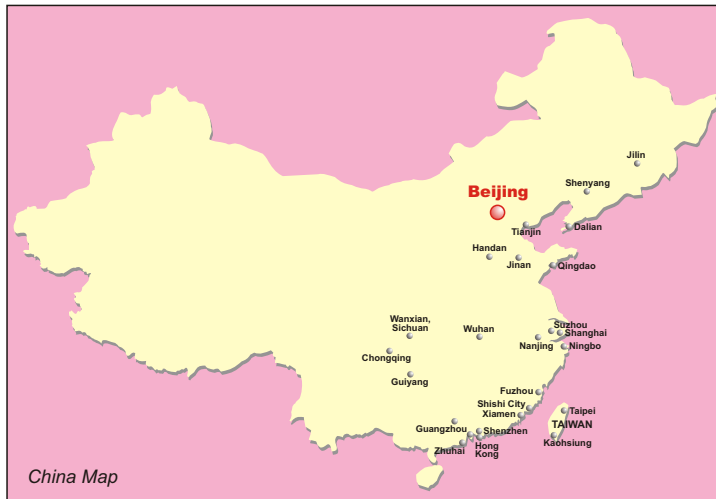 Jilin
Shenyang
Beijing
Tianjin
Dalian
Handan
Jinan
Qingdao
Wanxian,
Sichuan
Wuhan
Suzhou
Shanghai
Nanjing
Ningbo
Chongqing
Guiyang
Fuzhou
Shishi City
Xiamen
Taipei
Guangzhou
Shenzhen
TAIWAN
Zhuhai
Hong
Kong
Kaohsiung
China Map